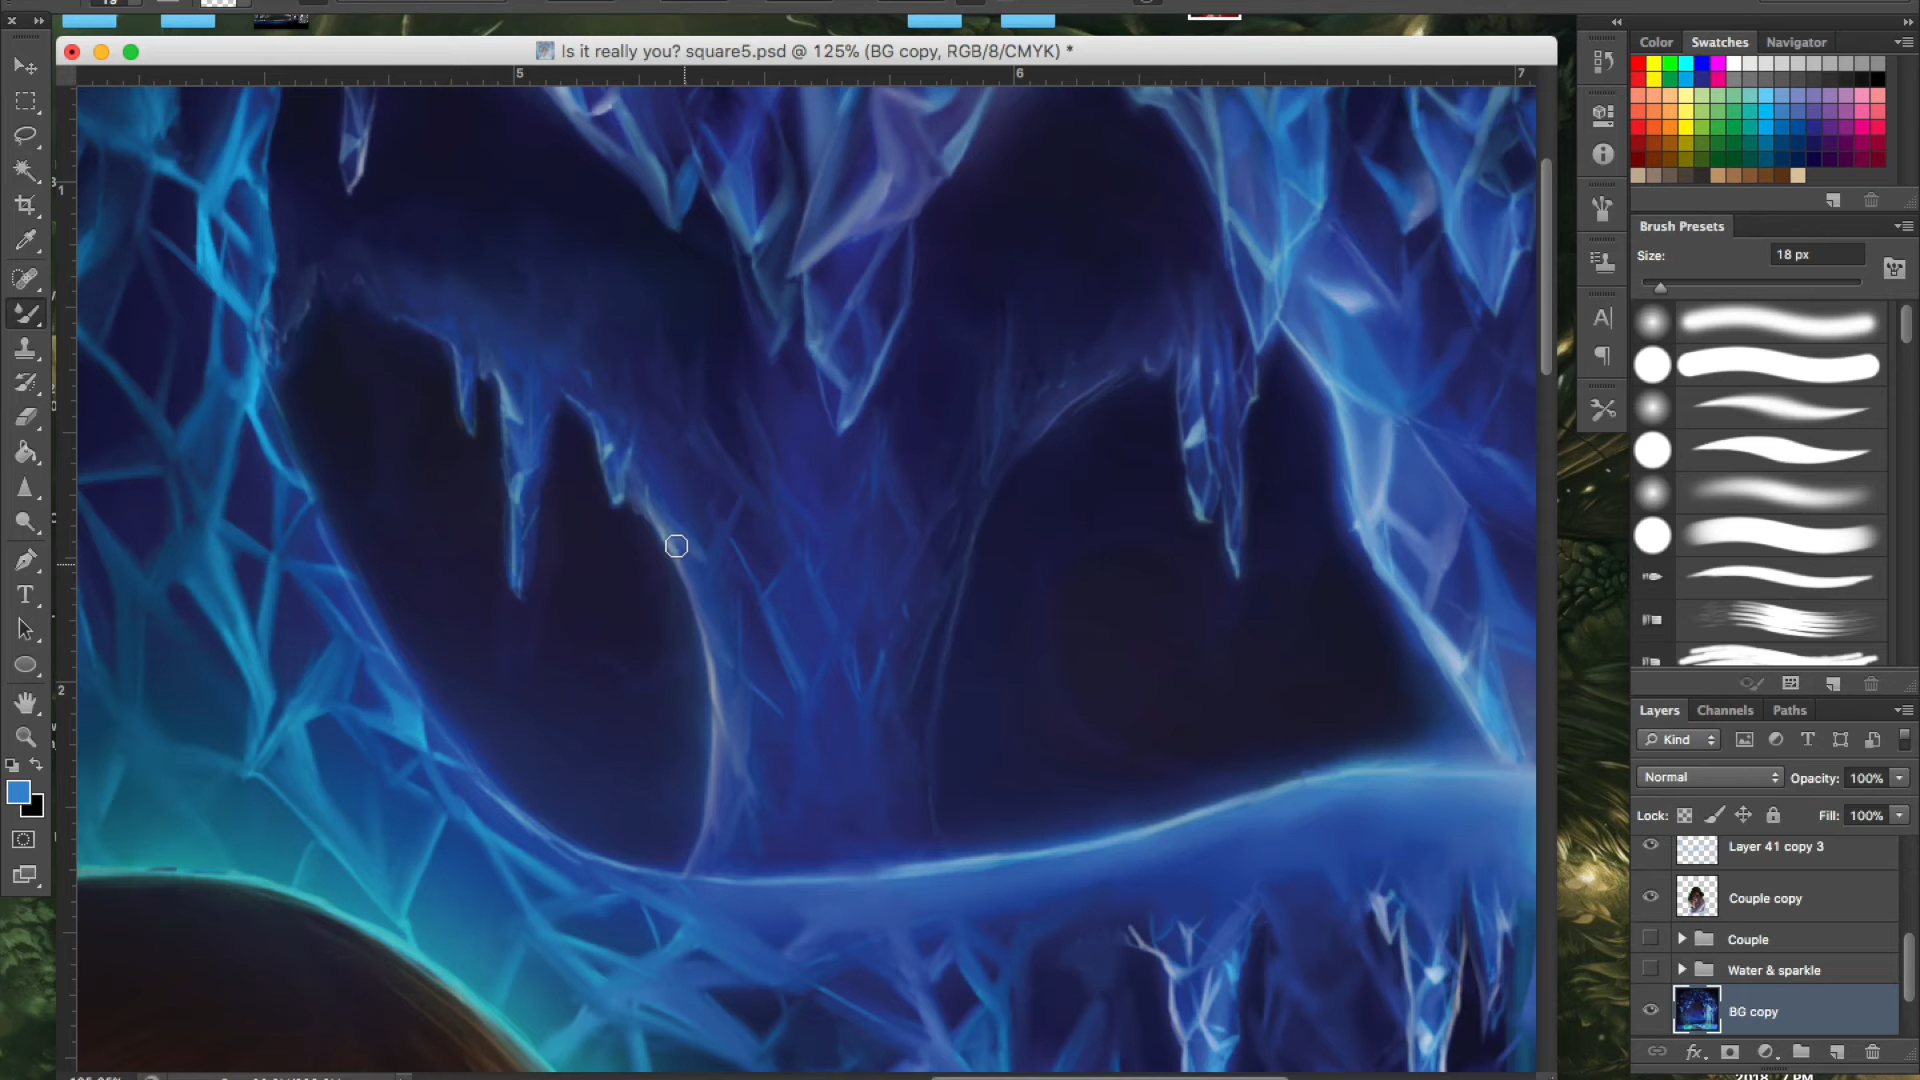 Is it really you? square5.psd @ 125% (BG copy, RGB/8/CMYK) *
5
6
7
1
2
Color
Swatches
Navigator
Brush Presets
Size:
18 px
Layers
Channels
Paths
Kind
Normal
Opacity:
100%
Lock:
Fill:
100%
Layer 41 copy 3
Couple copy
Couple
Water & sparkle
BG copy